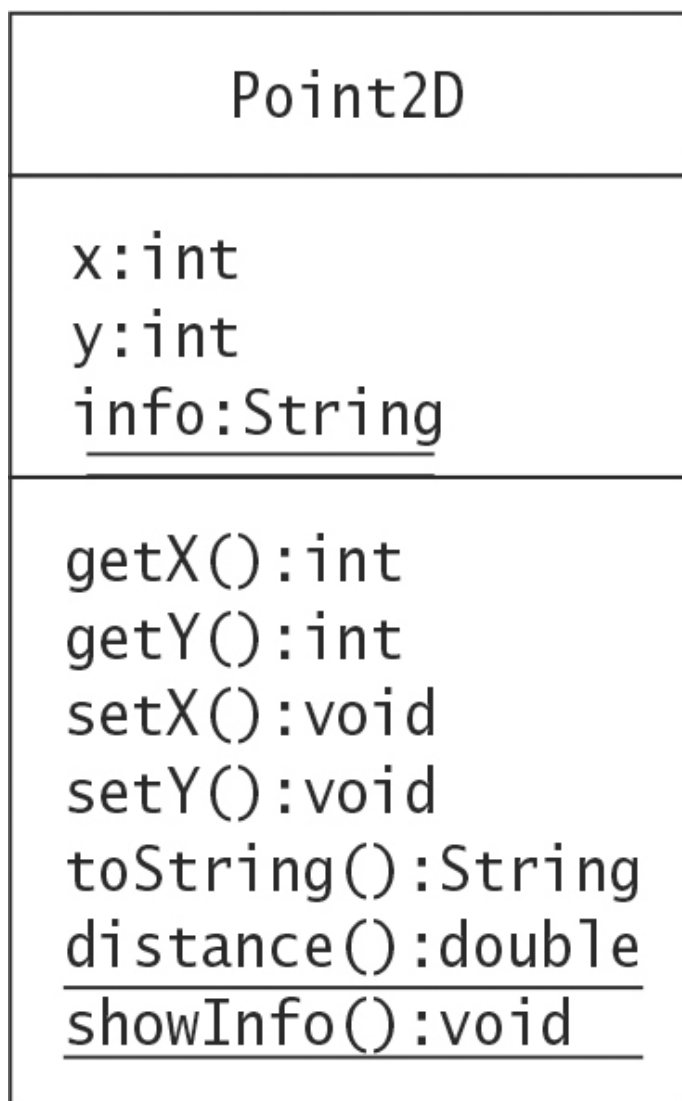 Point2D
x:int
y:int
info:String
getX():int
getY():int
setX():void
setY():void
toString():String
distance():double
showInfo():void